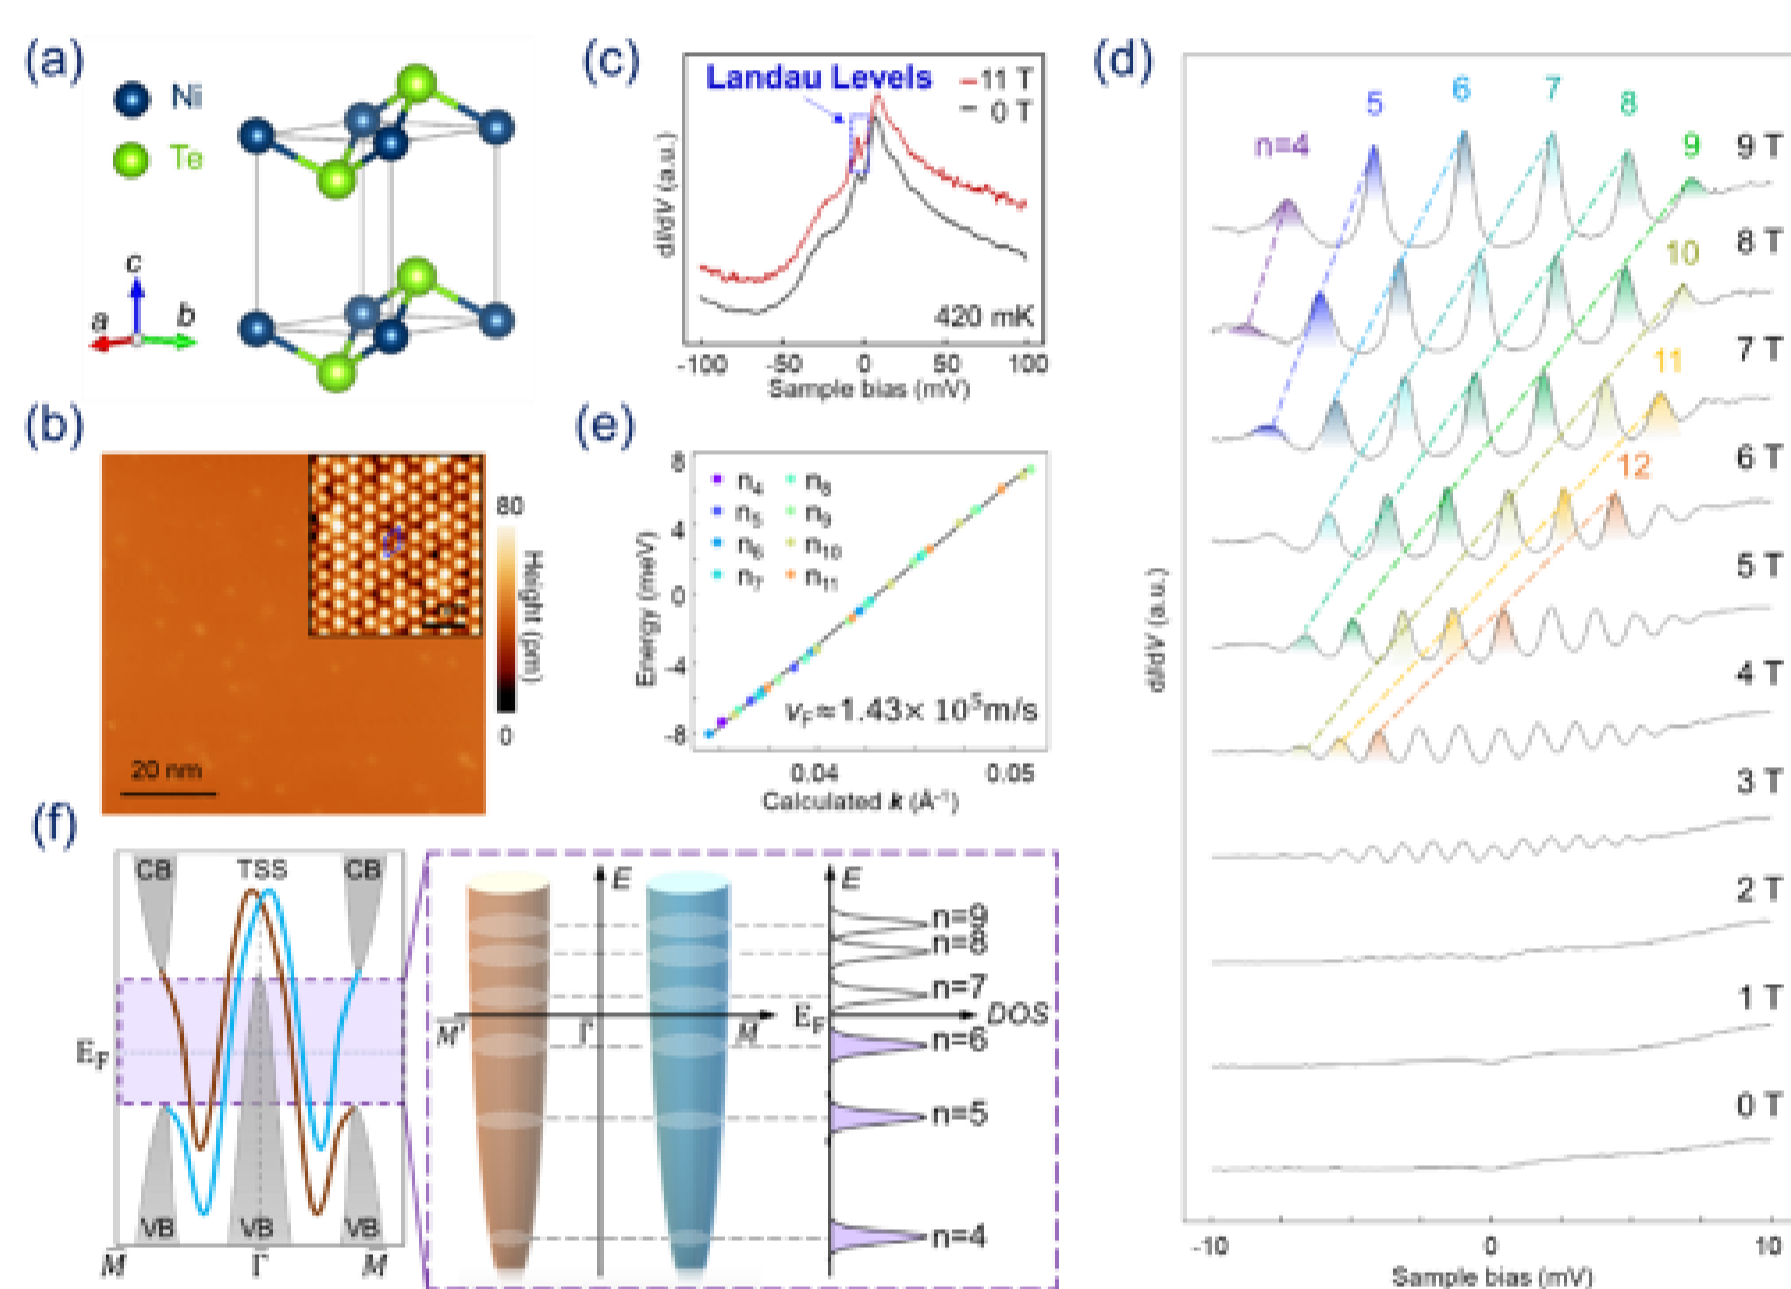 (a)
Ni
Te
c
a
b
(b)
80
Height (pm)
0
20 nm
(c)
Landau Levels
11 T
0 T
420 mK
dI/dV (a.u.)
-100 -50 0 50 100
Sample bias (mV)
(d)
n=4 5 6 7 8 9
10
11
12
9 T
8 T
7 T
6 T
5 T
4 T
3 T
2 T
1 T
0 T
dI/dV (a.u.)
-10 0 10
Sample bias (mV)
(e)
8
4
0
-4
-8
Energy (meV)
n4 n8
n5 n9
n6 n10
n7 n11
vF≈1.43× 10⁵m/s
0.04 0.05
Calculated k (Å⁻¹)
(f)
CB TSS CB
EF
VB VB VB
M Γ M
E E
n=9
n=8
n=7
M' Γ M EF DOS
n=6
n=5
n=4